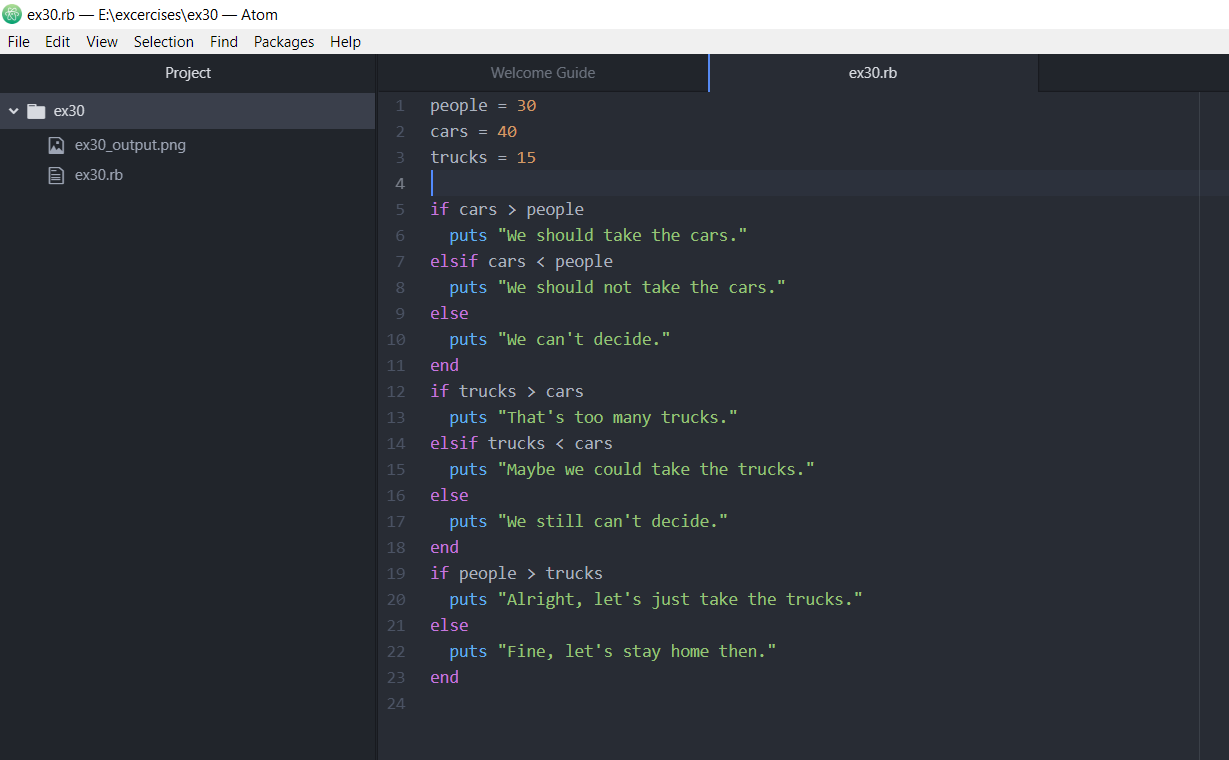 ex30.rb — E:\excercises\ex30 — Atom
File Edit View Selection Find Packages Help
Project
Welcome Guide
ex30.rb
ex30
ex30_output.png
ex30.rb
1 people = 30
2 cars = 40
3 trucks = 15
4
5 if cars > people
6   puts "We should take the cars."
7 elsif cars < people
8   puts "We should not take the cars."
9 else
10   puts "We can't decide."
11 end
12 if trucks > cars
13   puts "That's too many trucks."
14 elsif trucks < cars
15   puts "Maybe we could take the trucks."
16 else
17   puts "We still can't decide."
18 end
19 if people > trucks
20   puts "Alright, let's just take the trucks."
21 else
22   puts "Fine, let's stay home then."
23 end
24